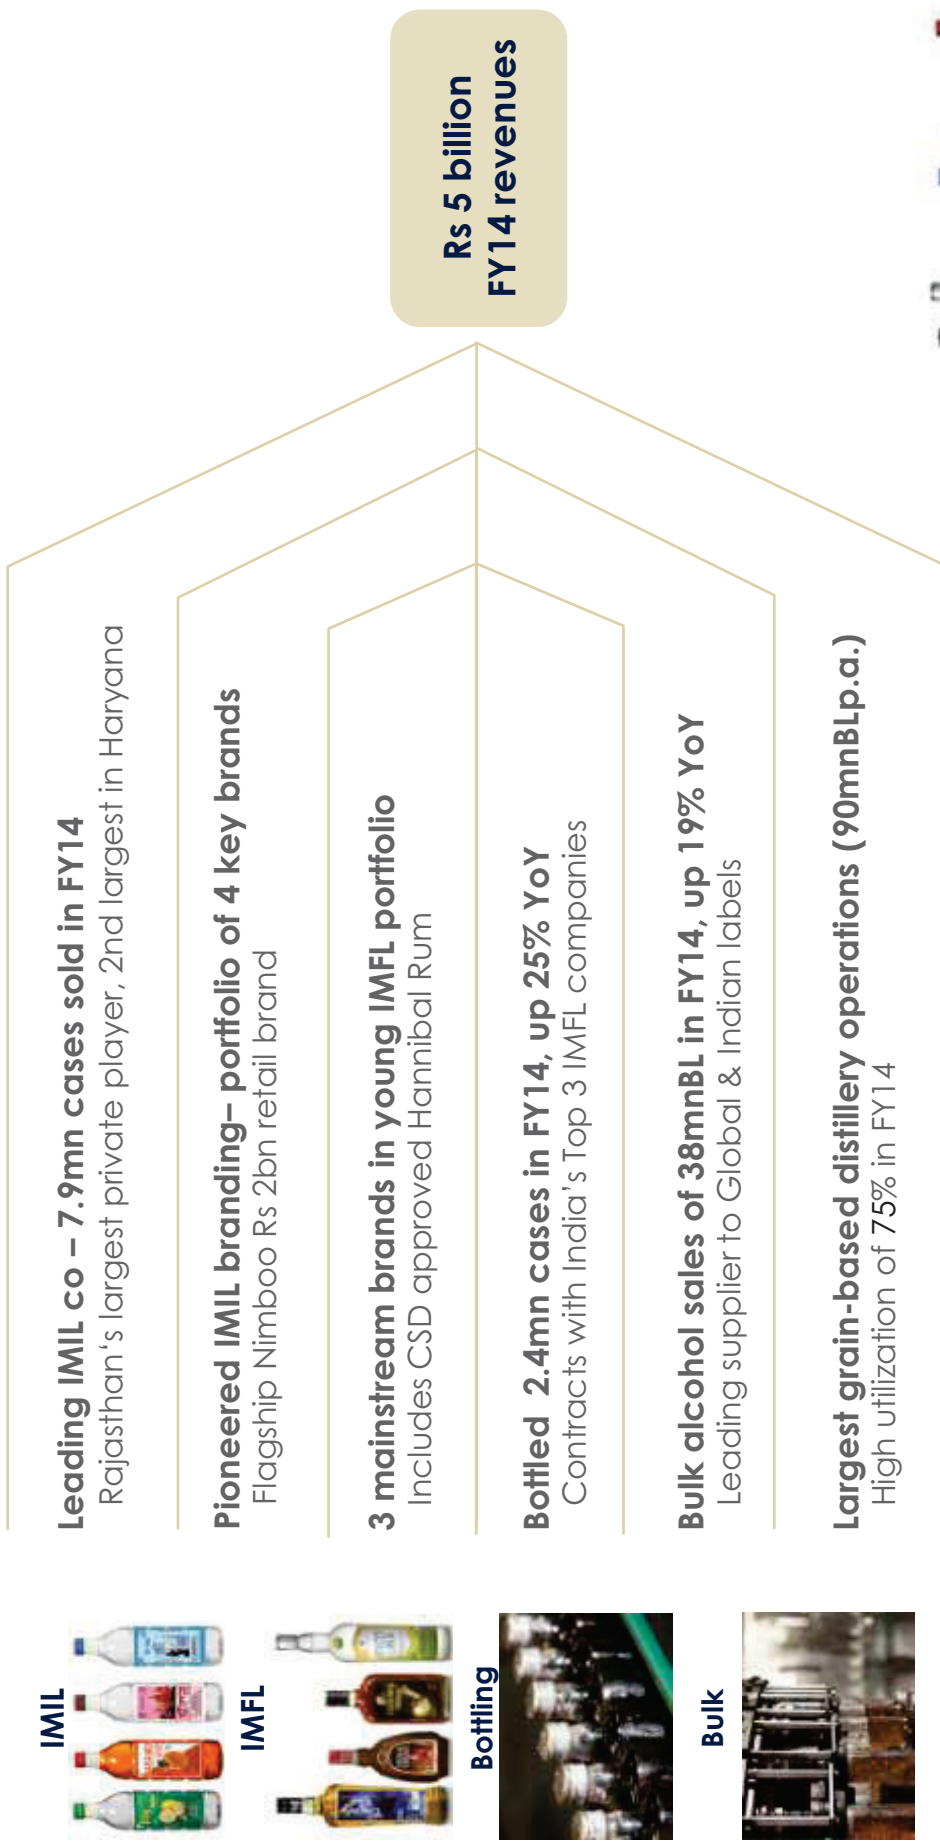 IMIL
IMFL
Bottling
Bulk
Leading IMIL co – 7.9mn cases sold in FY14
Rajasthan‘s largest private player, 2nd largest in Haryana
Pioneered IMIL branding– portfolio of 4 key brands
Flagship Nimboo Rs 2bn retail brand
3 mainstream brands in young IMFL portfolio
Includes CSD approved Hannibal Rum
Bottled 2.4mn cases in FY14, up 25% YoY
Contracts with India’s Top 3 IMFL companies
Bulk alcohol sales of 38mnBL in FY14, up 19% YoY
Leading supplier to Global & Indian labels
Largest grain-based distillery operations (90mnBLp.a.)
High utilization of 75% in FY14
Rs 5 billion
FY14 revenues